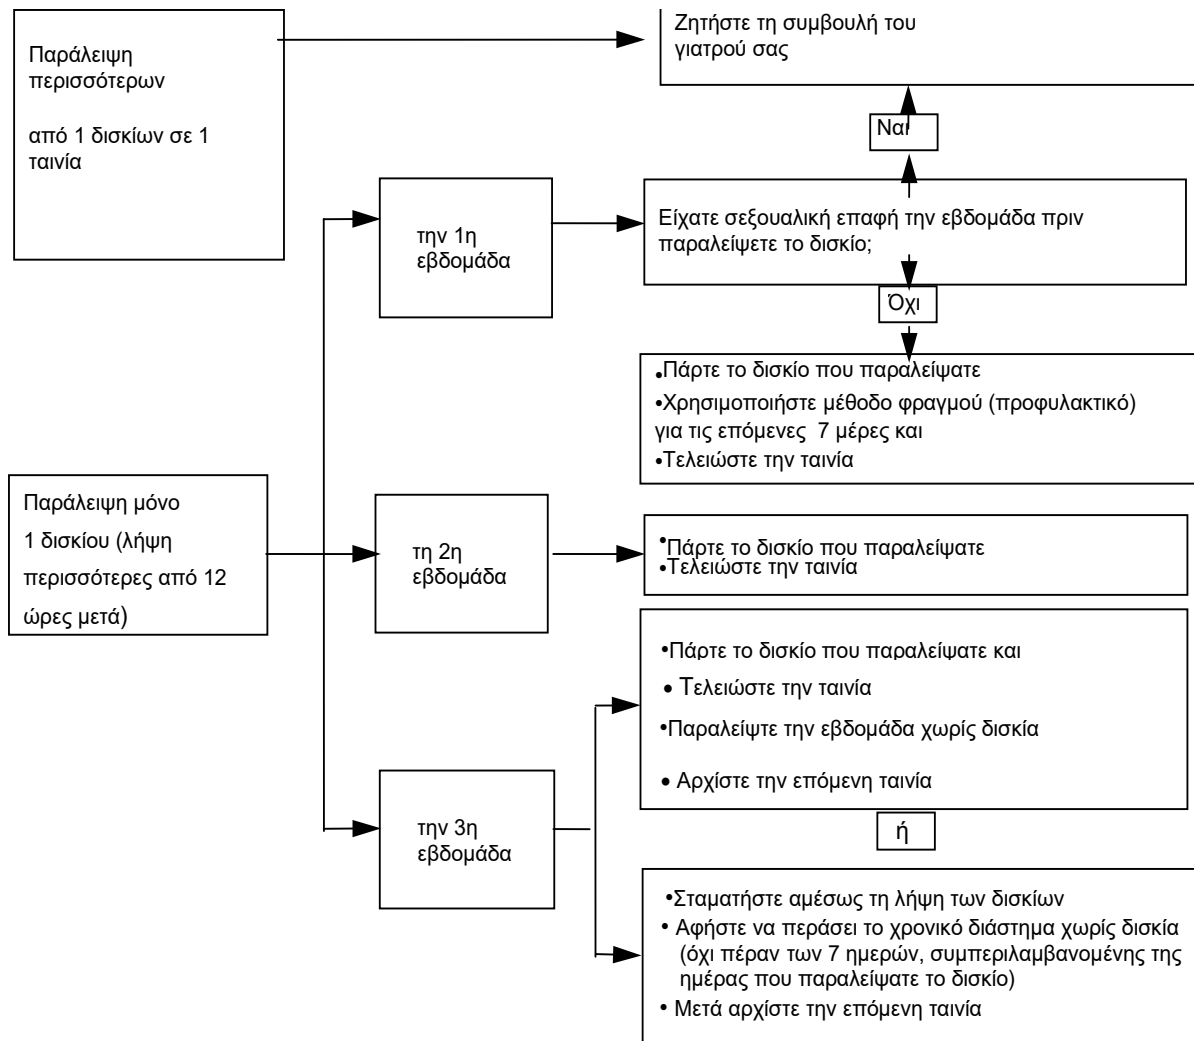 Παράλειψη
περισσότερων
από 1 δισκίων σε 1
ταινία
Ζητήστε τη συμβουλή του
γιατρού σας
Ναι
την 1η
εβδομάδα
Είχατε σεξουαλική επαφή την εβδομάδα πριν
παραλείψετε το δισκίο;
Όχι
•Πάρτε το δισκίο που παραλείψατε
•Χρησιμοποιήστε μέθοδο φραγμού (προφυλακτικό)
για τις επόμενες 7 μέρες και
•Τελειώστε την ταινία
Παράλειψη μόνο
1 δισκίου (λήψη
περισσότερες από 12
ώρες μετά)
τη 2η
εβδομάδα
•Πάρτε το δισκίο που παραλείψατε
•Τελειώστε την ταινία
•Πάρτε το δισκίο που παραλείψατε και
• Τελειώστε την ταινία
•Παραλείψτε την εβδομάδα χωρίς δισκία
• Αρχίστε την επόμενη ταινία
την 3η
εβδομάδα
ή
•Σταματήστε αμέσως τη λήψη των δισκίων
• Αφήστε να περάσει το χρονικό διάστημα χωρίς δισκία
(όχι πέραν των 7 ημερών, συμπεριλαμβανομένης της
ημέρας που παραλείψατε το δισκίο)
• Μετά αρχίστε την επόμενη ταινία